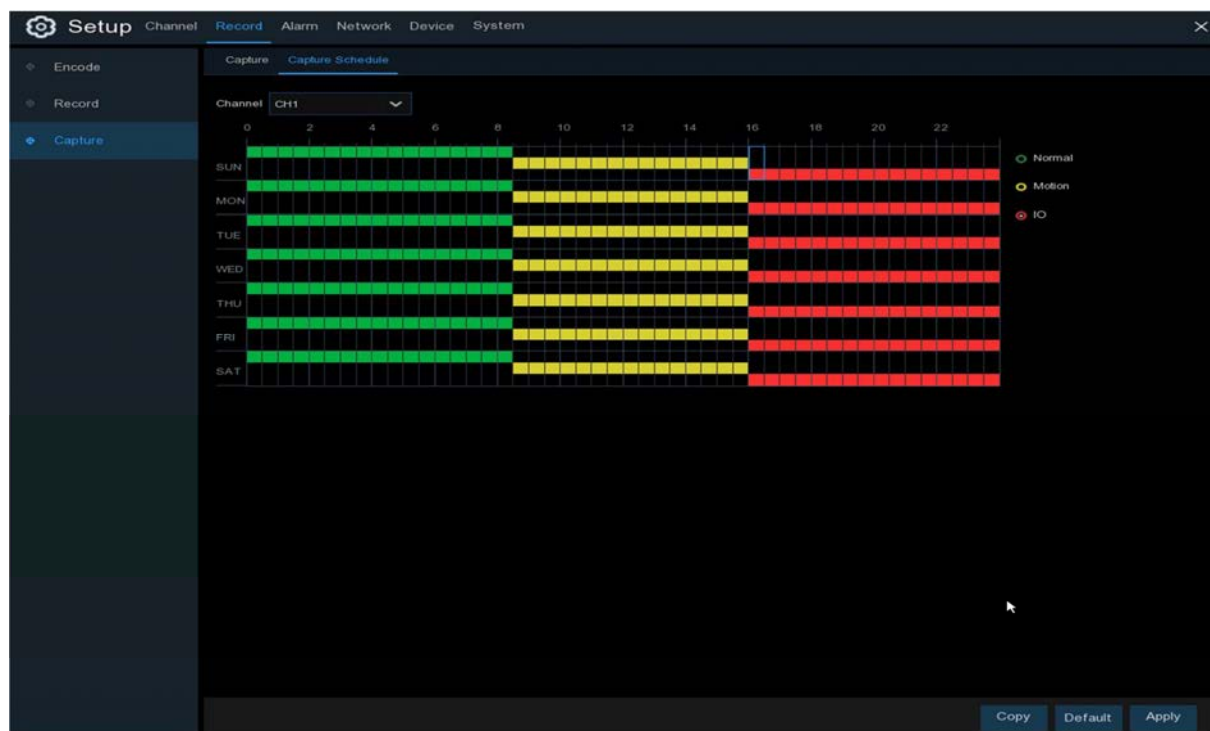 Setup Channel Record Alarm Network Device System
Encode
Record
Capture
Capture Capture Schedule
Channel CH1
0 2 4 6 8 10 12 14 16 18 20 22
SUN
MON
TUE
WED
THU
FRI
SAT
Normal
Motion
IO
Copy Default Apply